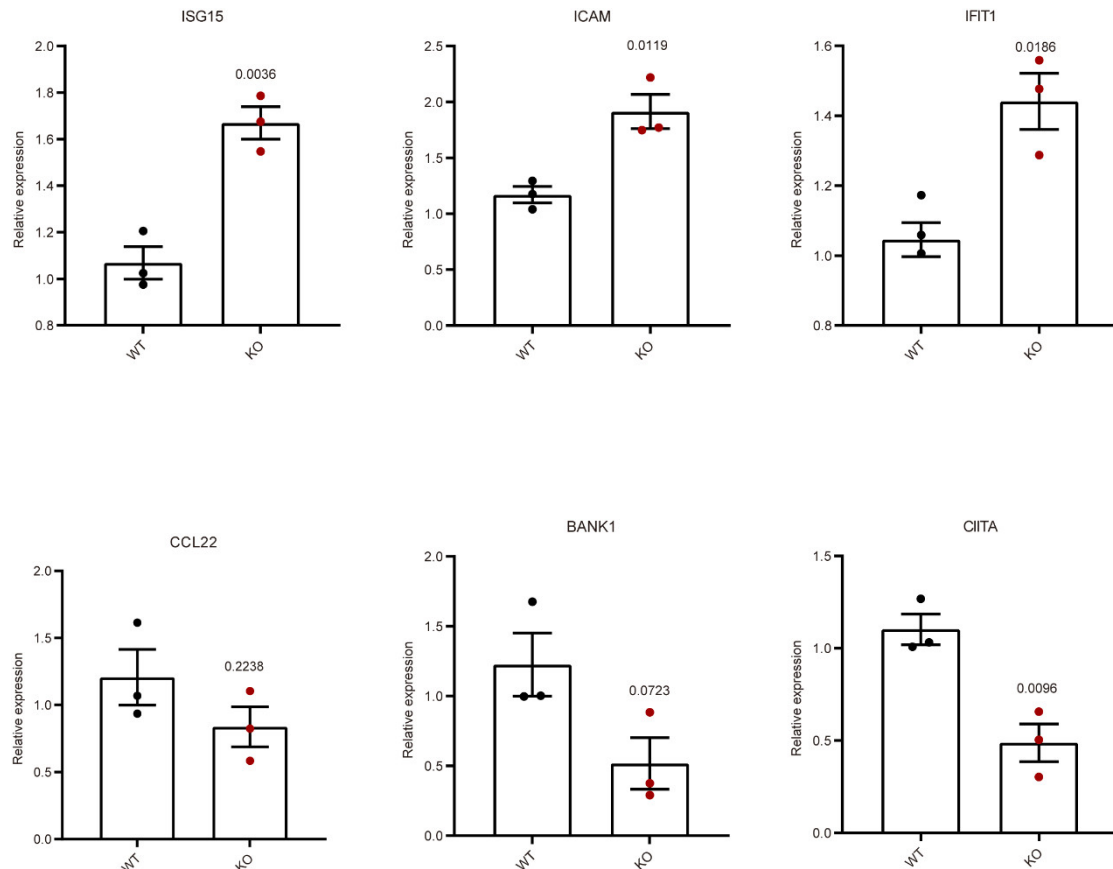 ISG15
ICAM
IFIT1
Relative expression
2.0
1.8
1.6
1.4
1.2
1.0
0.8
0.0036
WT
KO
Relative expression
2.5
2.0
1.5
1.0
0.5
0.0
0.0119
WT
KO
Relative expression
1.6
1.4
1.2
1.0
0.8
0.0186
WT
KO
CCL22
BANK1
CIITA
Relative expression
2.0
1.5
1.0
0.5
0.0
0.2238
WT
KO
Relative expression
2.0
1.5
1.0
0.5
0.0
0.0723
WT
KO
Relative expression
1.5
1.0
0.5
0.0
0.0096
WT
KO